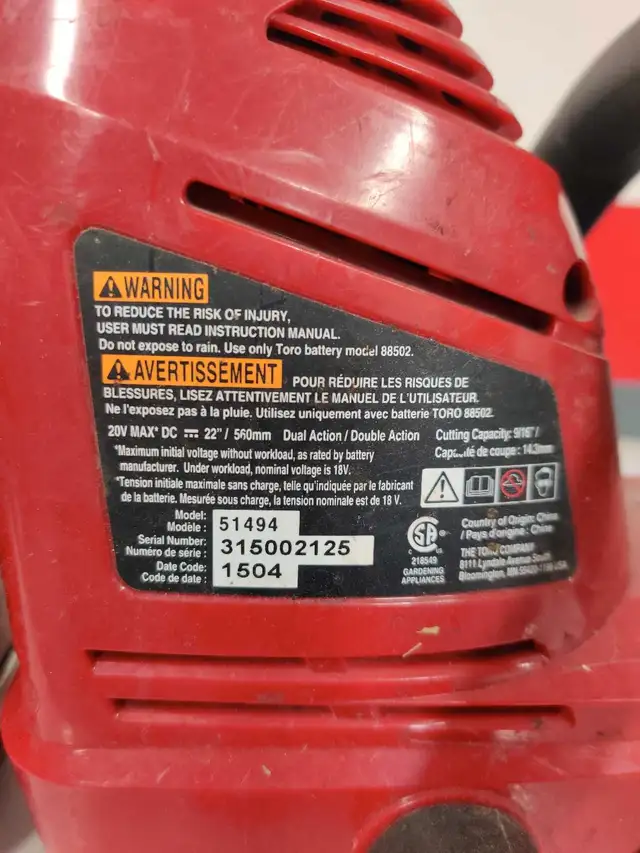 WARNING
TO REDUCE THE RISK OF INJURY,
USER MUST READ INSTRUCTION MANUAL.
Do not expose to rain. Use only Toro battery model 88502.
AVERTISSEMENT POUR RÉDUIRE LES RISQUES DE
BLESSURES, LISEZ ATTENTIVEMENT LE MANUEL DE L'UTILISATEUR.
Ne l'exposez pas à la pluie. Utilisez uniquement avec batterie TORO 88502.
20V MAX* DC 22"/ 560mm Dual Action / Double Action Cutting Capacity: 9/16" /
Capacité de coupe: 14.3mm
*Maximum initial voltage without workload, as rated by battery
manufacturer. Under workload, nominal voltage is 18V.
*Tension initiale maximale sans charge, telle qu'indiquée par le fabricant
de la batterie. Mesurée sous charge, la tension nominale est de 18 V.
Model:
Modèle: 51494
Serial Number:
Numéro de série: 315002125
Date Code:
Code de date: 1504
CSA
C US
218549
GARDENING
APPLIANCES
Country of Origin: China
/ Pays d'origine: Chine
THE TORO COMPANY
8111 Lyndale Avenue South
Bloomington, MN USA